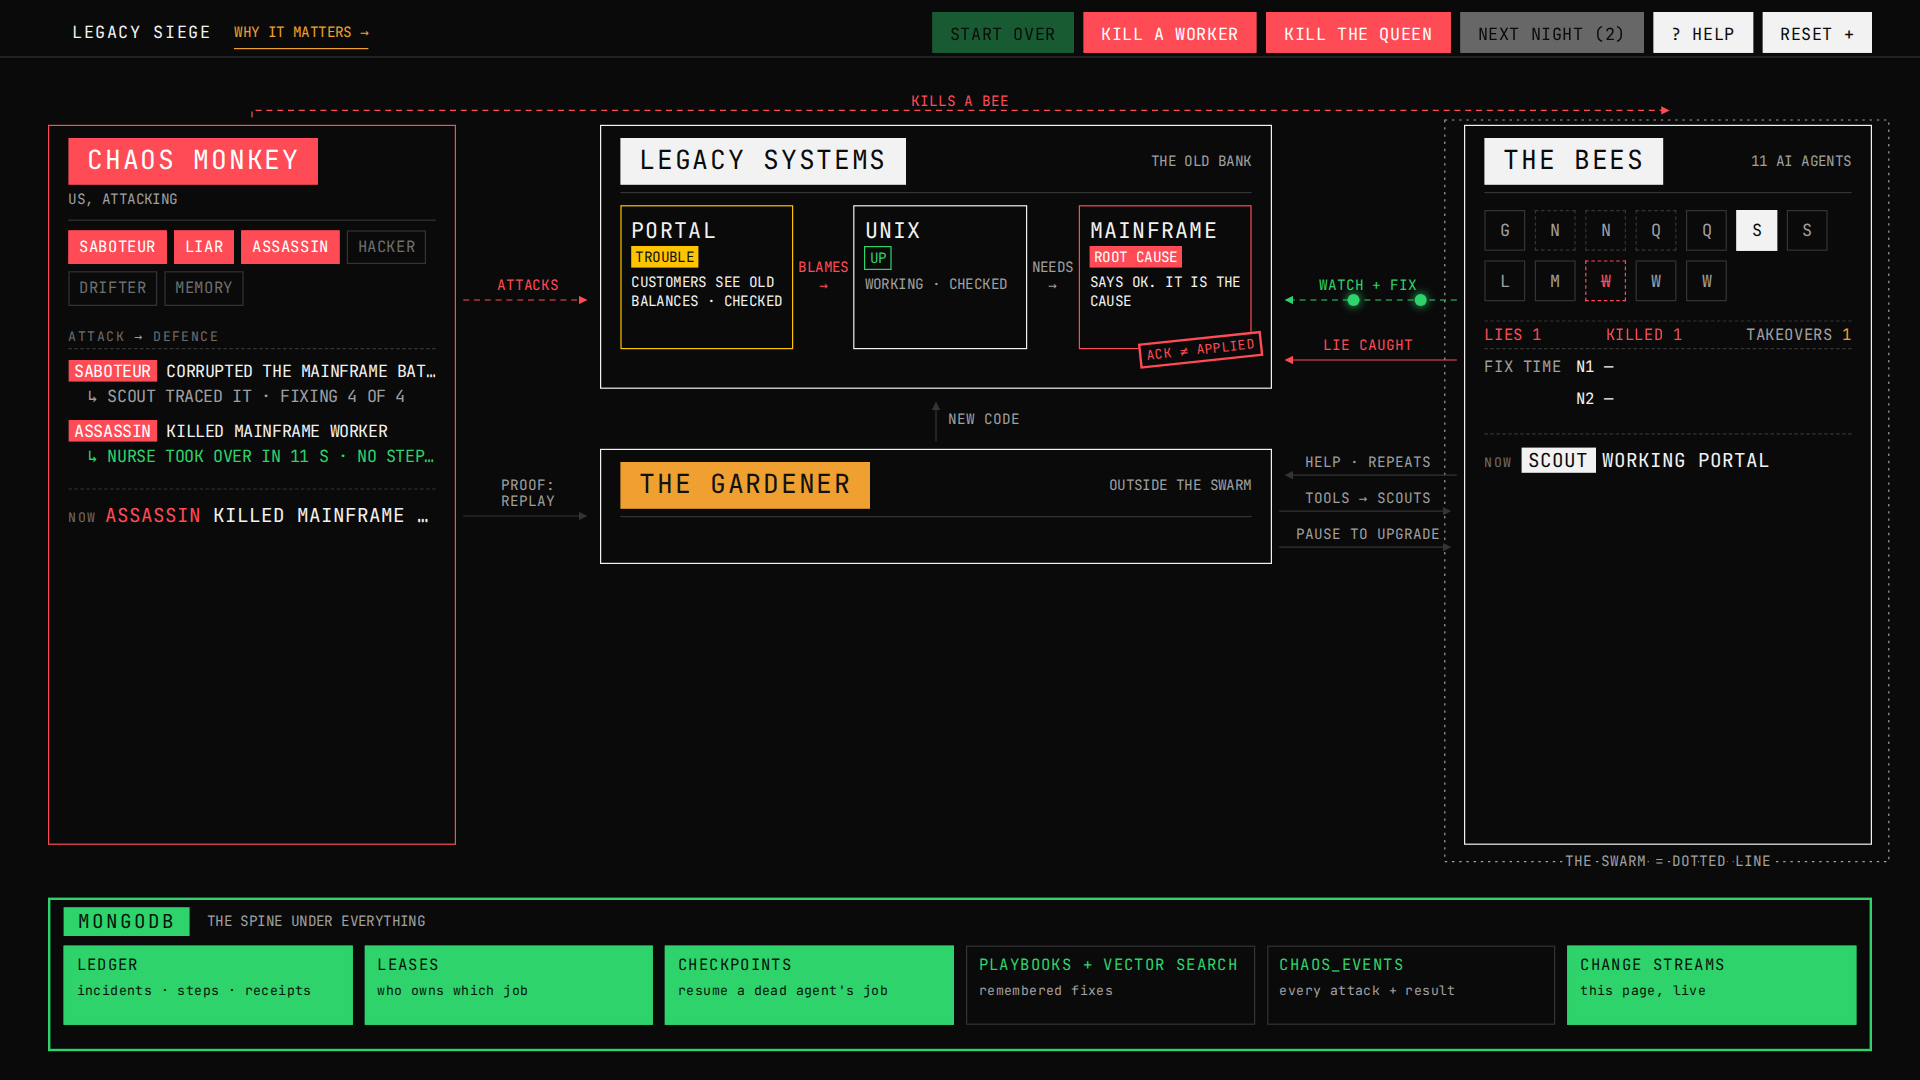 LEGACY SIEGE
WHY IT MATTERS →
START OVER
KILL A WORKER
KILL THE QUEEN
NEXT NIGHT (2)
? HELP
RESET +
KILLS A BEE
CHAOS MONKEY
US, ATTACKING
SABOTEUR LIAR ASSASSIN HACKER
DRIFTER MEMORY
ATTACK → DEFENCE
SABOTEUR CORRUPTED THE MAINFRAME BAT…
↳ SCOUT TRACED IT · FIXING 4 OF 4
ASSASSIN KILLED MAINFRAME WORKER
↳ NURSE TOOK OVER IN 11 S · NO STEP…
NOW ASSASSIN KILLED MAINFRAME …
ATTACKS
PROOF:
REPLAY
LEGACY SYSTEMS
THE OLD BANK
PORTAL
TROUBLE
CUSTOMERS SEE OLD
BALANCES · CHECKED
BLAMES
→
UNIX
UP
WORKING · CHECKED
NEEDS
→
MAINFRAME
ROOT CAUSE
SAYS OK. IT IS THE
CAUSE
ACK ≠ APPLIED
NEW CODE
THE GARDENER
OUTSIDE THE SWARM
WATCH + FIX
LIE CAUGHT
HELP · REPEATS
TOOLS → SCOUTS
PAUSE TO UPGRADE
THE BEES
11 AI AGENTS
G N N Q Q S S
L M W W W
LIES 1 KILLED 1 TAKEOVERS 1
FIX TIME N1 —
N2 —
NOW SCOUT WORKING PORTAL
THE SWARM = DOTTED LINE
MONGODB
THE SPINE UNDER EVERYTHING
LEDGER
incidents · steps · receipts
LEASES
who owns which job
CHECKPOINTS
resume a dead agent's job
PLAYBOOKS + VECTOR SEARCH
remembered fixes
CHAOS_EVENTS
every attack + result
CHANGE STREAMS
this page, live